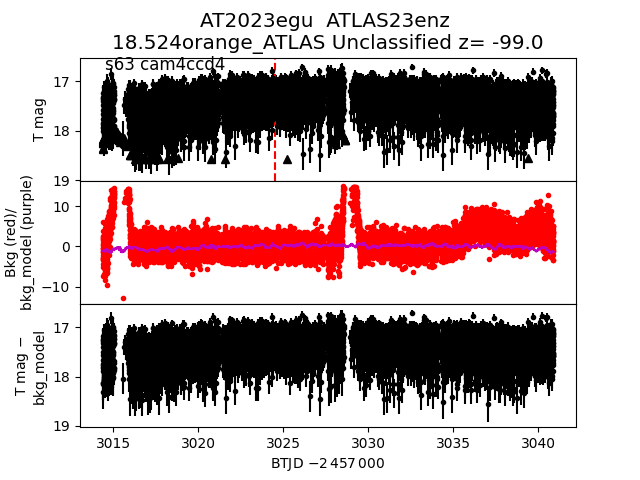 AT2023egu  ATLAS23enz
18.524orange_ATLAS Unclassified z= -99.0
s63 cam4ccd4
T mag
17
18
19
Bkg (red)/
bkg_model (purple)
10
0
−10
T mag −
bkg_model
17
18
19
3015 3020 3025 3030 3035 3040
BTJD −2 457 000